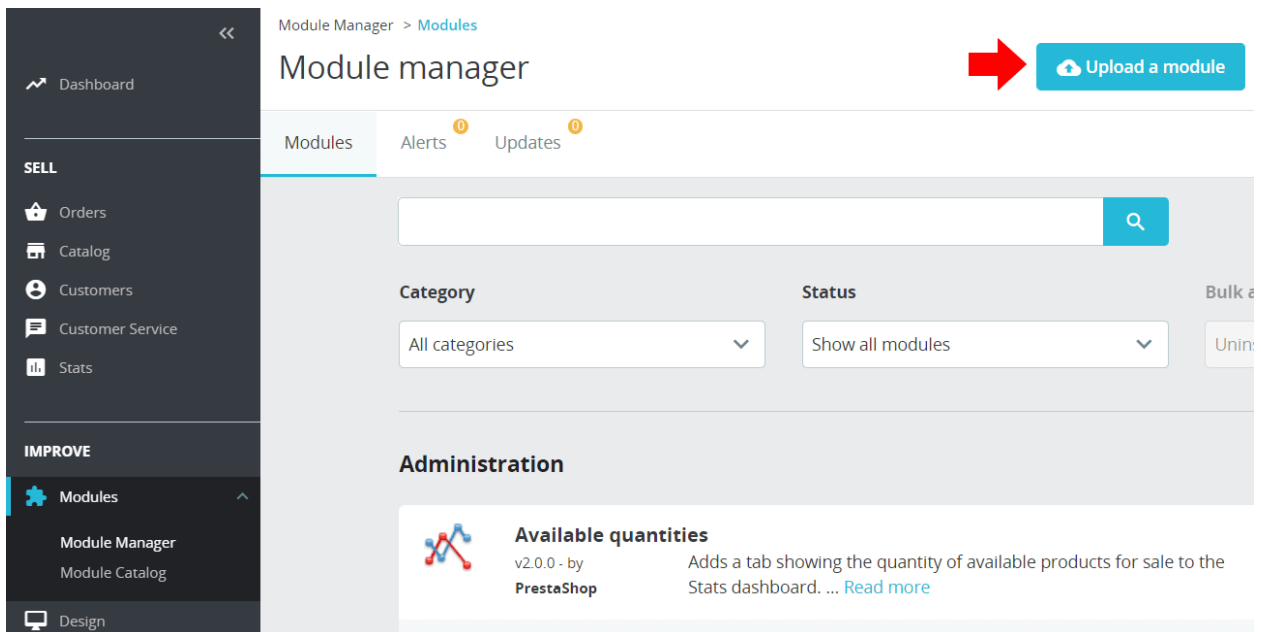 Dashboard
SELL
Orders
Catalog
Customers
Customer Service
Stats
IMPROVE
Modules
Module Manager
Module Catalog
Design
Module Manager > Modules
Module manager
Upload a module
Modules
Alerts 0
Updates 0
Category
Status
Bulk a
All categories
Show all modules
Unins
Administration
Available quantities
v2.0.0 - by
PrestaShop
Adds a tab showing the quantity of available products for sale to the
Stats dashboard. ... Read more